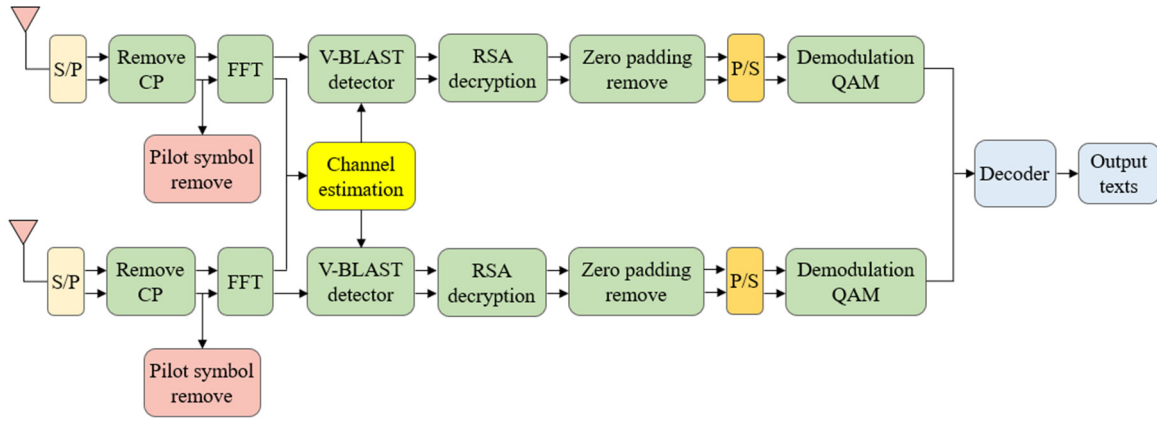 S/P
Remove
CP
FFT
V-BLAST
detector
RSA
decryption
Zero padding
remove
P/S
Demodulation
QAM
Pilot symbol
remove
Channel
estimation
Decoder
Output
texts
S/P
Remove
CP
FFT
V-BLAST
detector
RSA
decryption
Zero padding
remove
P/S
Demodulation
QAM
Pilot symbol
remove